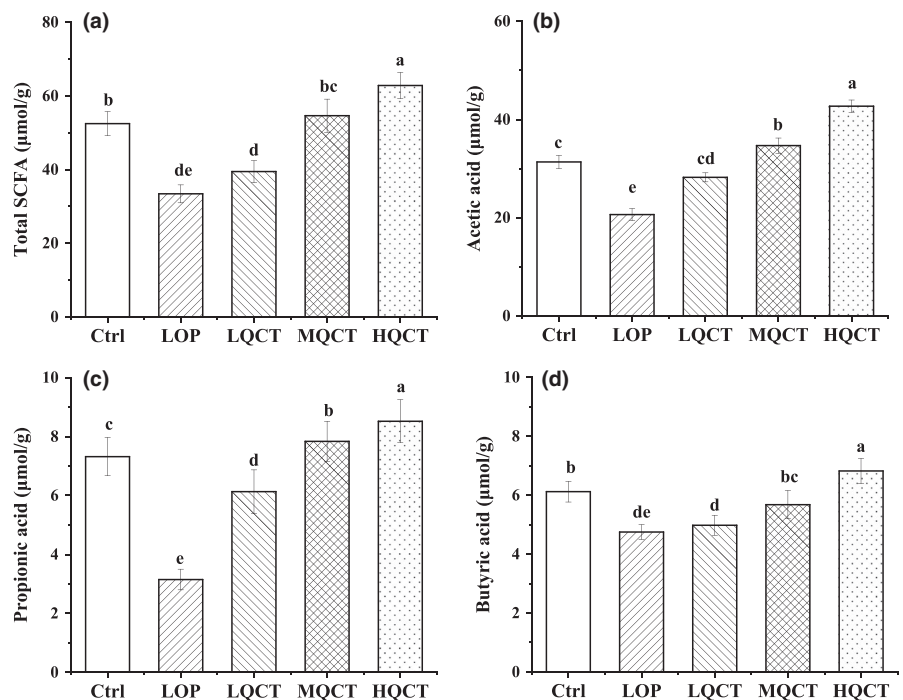 (a)
Total SCFA (μmol/g)
80
60
40
20
0
b
de
d
bc
a
Ctrl LOP LQCT MQCT HQCT
(b)
Acetic acid (μmol/g)
60
40
20
0
c
e
cd
b
a
Ctrl LOP LQCT MQCT HQCT
(c)
Propionic acid (μmol/g)
10
8
6
4
2
0
c
e
d
b
a
Ctrl LOP LQCT MQCT HQCT
(d)
Butyric acid (μmol/g)
10
8
6
4
2
0
b
de
d
bc
a
Ctrl LOP LQCT MQCT HQCT